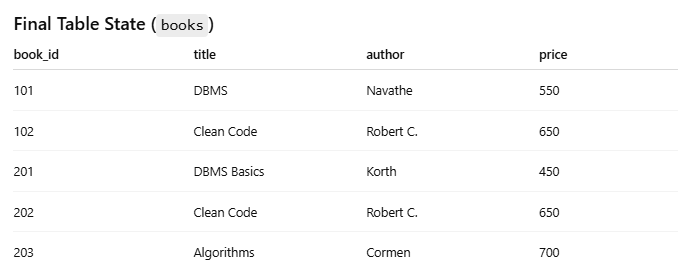 Final Table State (books)
book_id title author price
101 DBMS Navathe 550
102 Clean Code Robert C. 650
201 DBMS Basics Korth 450
202 Clean Code Robert C. 650
203 Algorithms Cormen 700